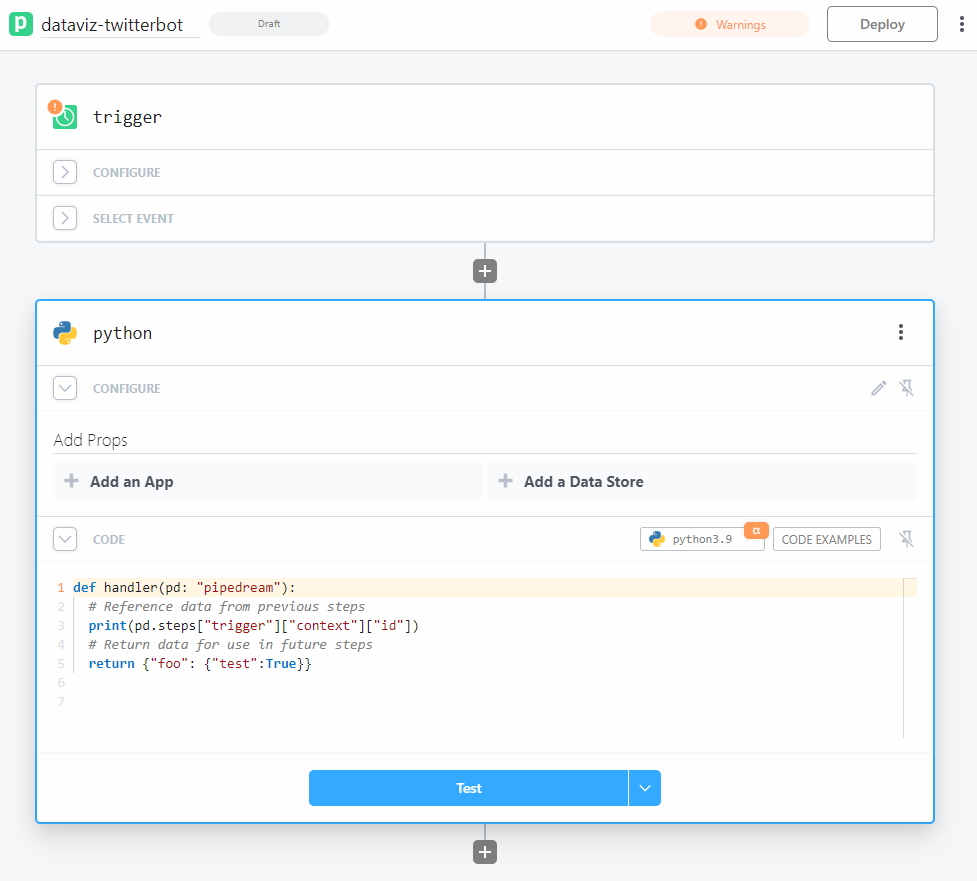 p dataviz-twitterbot Draft ! Warnings Deploy
! trigger
CONFIGURE
SELECT EVENT
python
CONFIGURE
Add Props
Add an App Add a Data Store
CODE python3.9 α CODE EXAMPLES
1 def handler(pd: "pipedream"):
2 # Reference data from previous steps
3 print(pd.steps["trigger"]["context"]["id"])
4 # Return data for use in future steps
5 return {"foo": {"test":True}}
6
7
Test